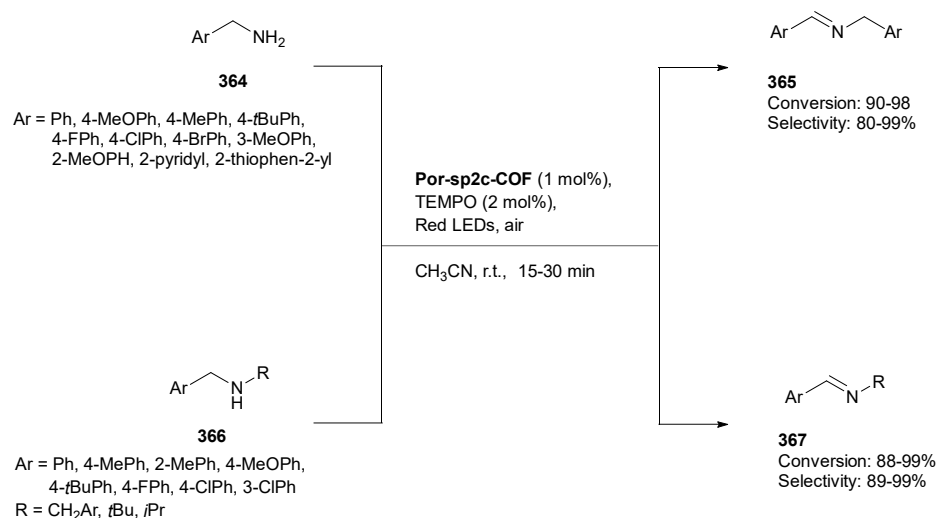 Ar
NH2
364
Ar = Ph, 4-MeOPh, 4-MePh, 4-tBuPh,
4-FPh, 4-ClPh, 4-BrPh, 3-MeOPh,
2-MeOPH, 2-pyridyl, 2-thiophen-2-yl
Ar
N
H
R
366
Ar = Ph, 4-MePh, 2-MePh, 4-MeOPh,
4-tBuPh, 4-FPh, 4-ClPh, 3-ClPh
R = CH2Ar, tBu, iPr
Por-sp2c-COF (1 mol%),
TEMPO (2 mol%),
Red LEDs, air
CH3CN, r.t., 15-30 min
Ar
N
Ar
365
Conversion: 90-98
Selectivity: 80-99%
Ar
N
R
367
Conversion: 88-99%
Selectivity: 89-99%